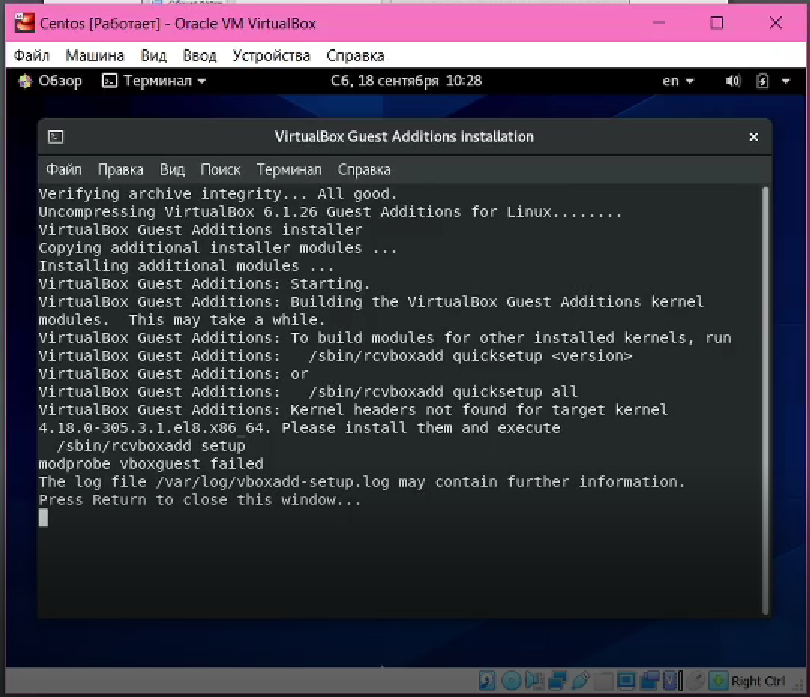 Centos [Работает] - Oracle VM VirtualBox
Файл Машина Вид Ввод Устройства Справка
Обзор Терминал Сб, 18 сентября 10:28 en
VirtualBox Guest Additions installation
Файл Правка Вид Поиск Терминал Справка
Verifying archive integrity... All good.
Uncompressing VirtualBox 6.1.26 Guest Additions for Linux........
VirtualBox Guest Additions installer
Copying additional installer modules ...
Installing additional modules ...
VirtualBox Guest Additions: Starting.
VirtualBox Guest Additions: Building the VirtualBox Guest Additions kernel
modules.  This may take a while.
VirtualBox Guest Additions: To build modules for other installed kernels, run
VirtualBox Guest Additions:   /sbin/rcvboxadd quicksetup <version>
VirtualBox Guest Additions: or
VirtualBox Guest Additions:   /sbin/rcvboxadd quicksetup all
VirtualBox Guest Additions: Kernel headers not found for target kernel
4.18.0-305.3.1.el8.x86_64. Please install them and execute
  /sbin/rcvboxadd setup
modprobe vboxguest failed
The log file /var/log/vboxadd-setup.log may contain further information.
Press Return to close this window...
Right Ctrl